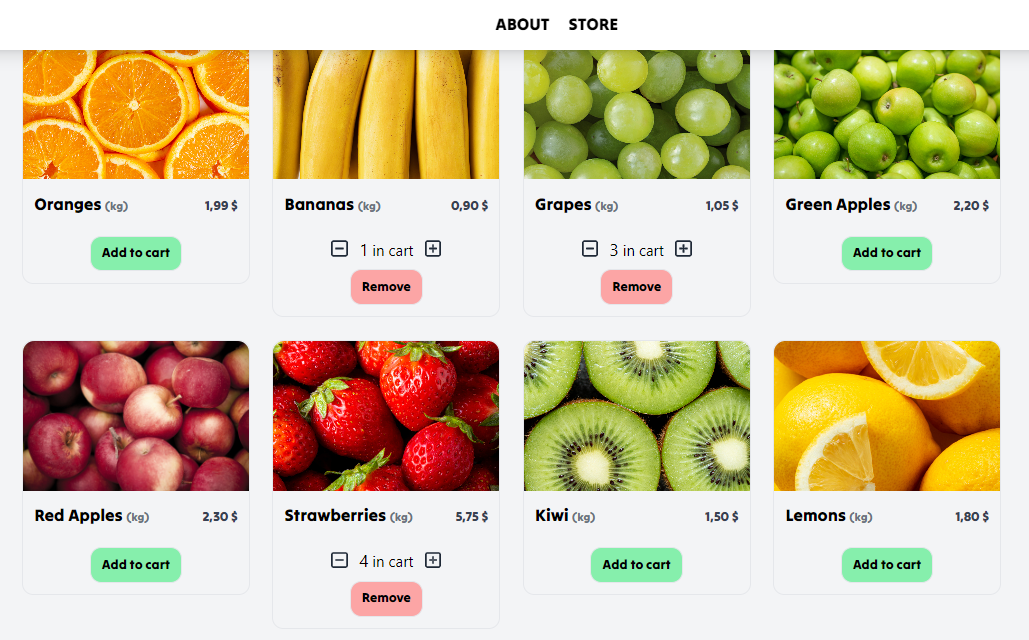 ABOUT STORE
Oranges (kg) 1,99 $
Bananas (kg) 0,90 $
Grapes (kg) 1,05 $
Green Apples (kg) 2,20 $
Add to cart
1 in cart
Remove
3 in cart
Remove
Add to cart
Red Apples (kg) 2,30 $
Strawberries (kg) 5,75 $
Kiwi (kg) 1,50 $
Lemons (kg) 1,80 $
Add to cart
4 in cart
Remove
Add to cart
Add to cart